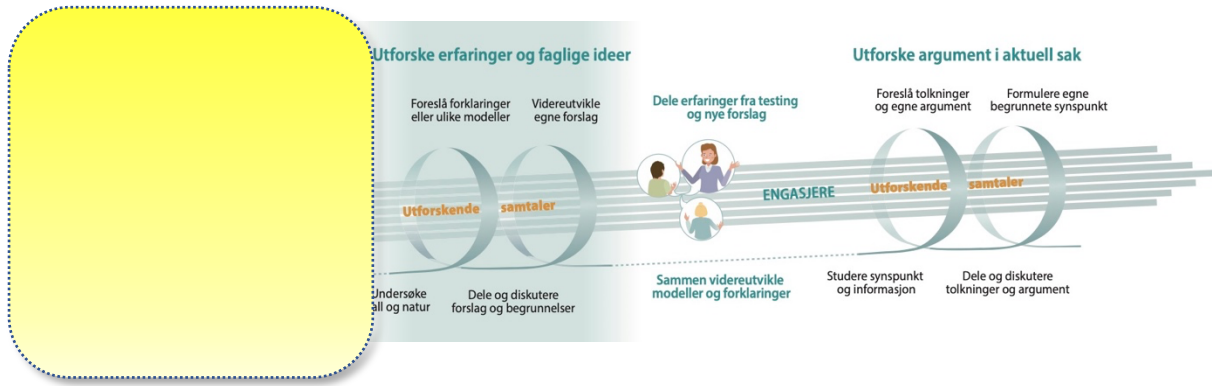 Utforske erfaringer og faglige ideer
Foreslå forklaringer
eller ulike modeller
Videreutvikle
egne forslag
Utforskende samtaler
Undersøke
og natur
Dele og diskutere
forslag og begrunnelser
Dele erfaringer fra testing
og nye forslag
ENGASJERE
Sammen videreutvikle
modeller og forklaringer
Utforske argument i aktuell sak
Foreslå tolkninger
og egne argument
Formulere egne
begrunnete synspunkt
Utforskende samtaler
Studere synspunkt
og informasjon
Dele og diskutere
tolkninger og argument